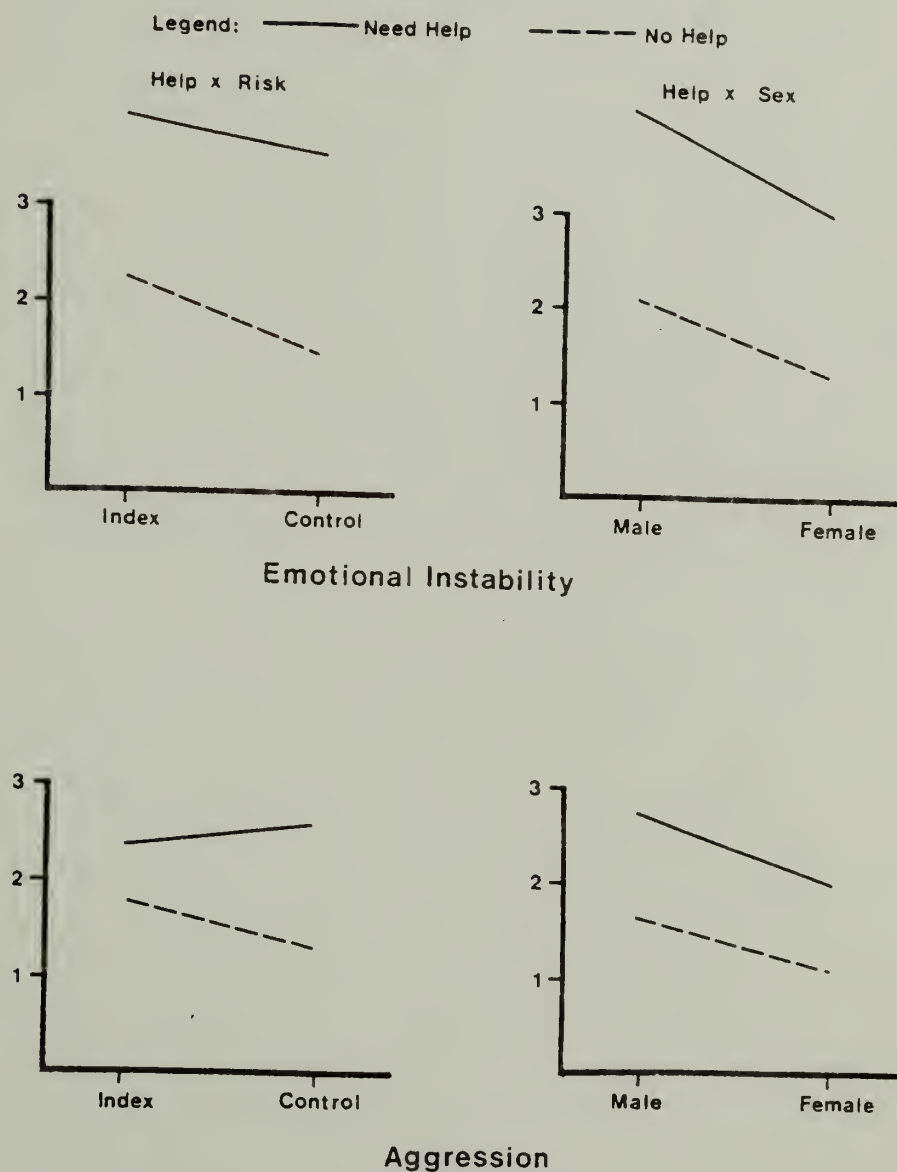 Legend: Need Help No Help
Help x Risk Help x Sex
3 3
2 2
1 1
Index Control Male Female
Emotional Instability
3 3
2 2
1 1
Index Control Male Female
Aggression